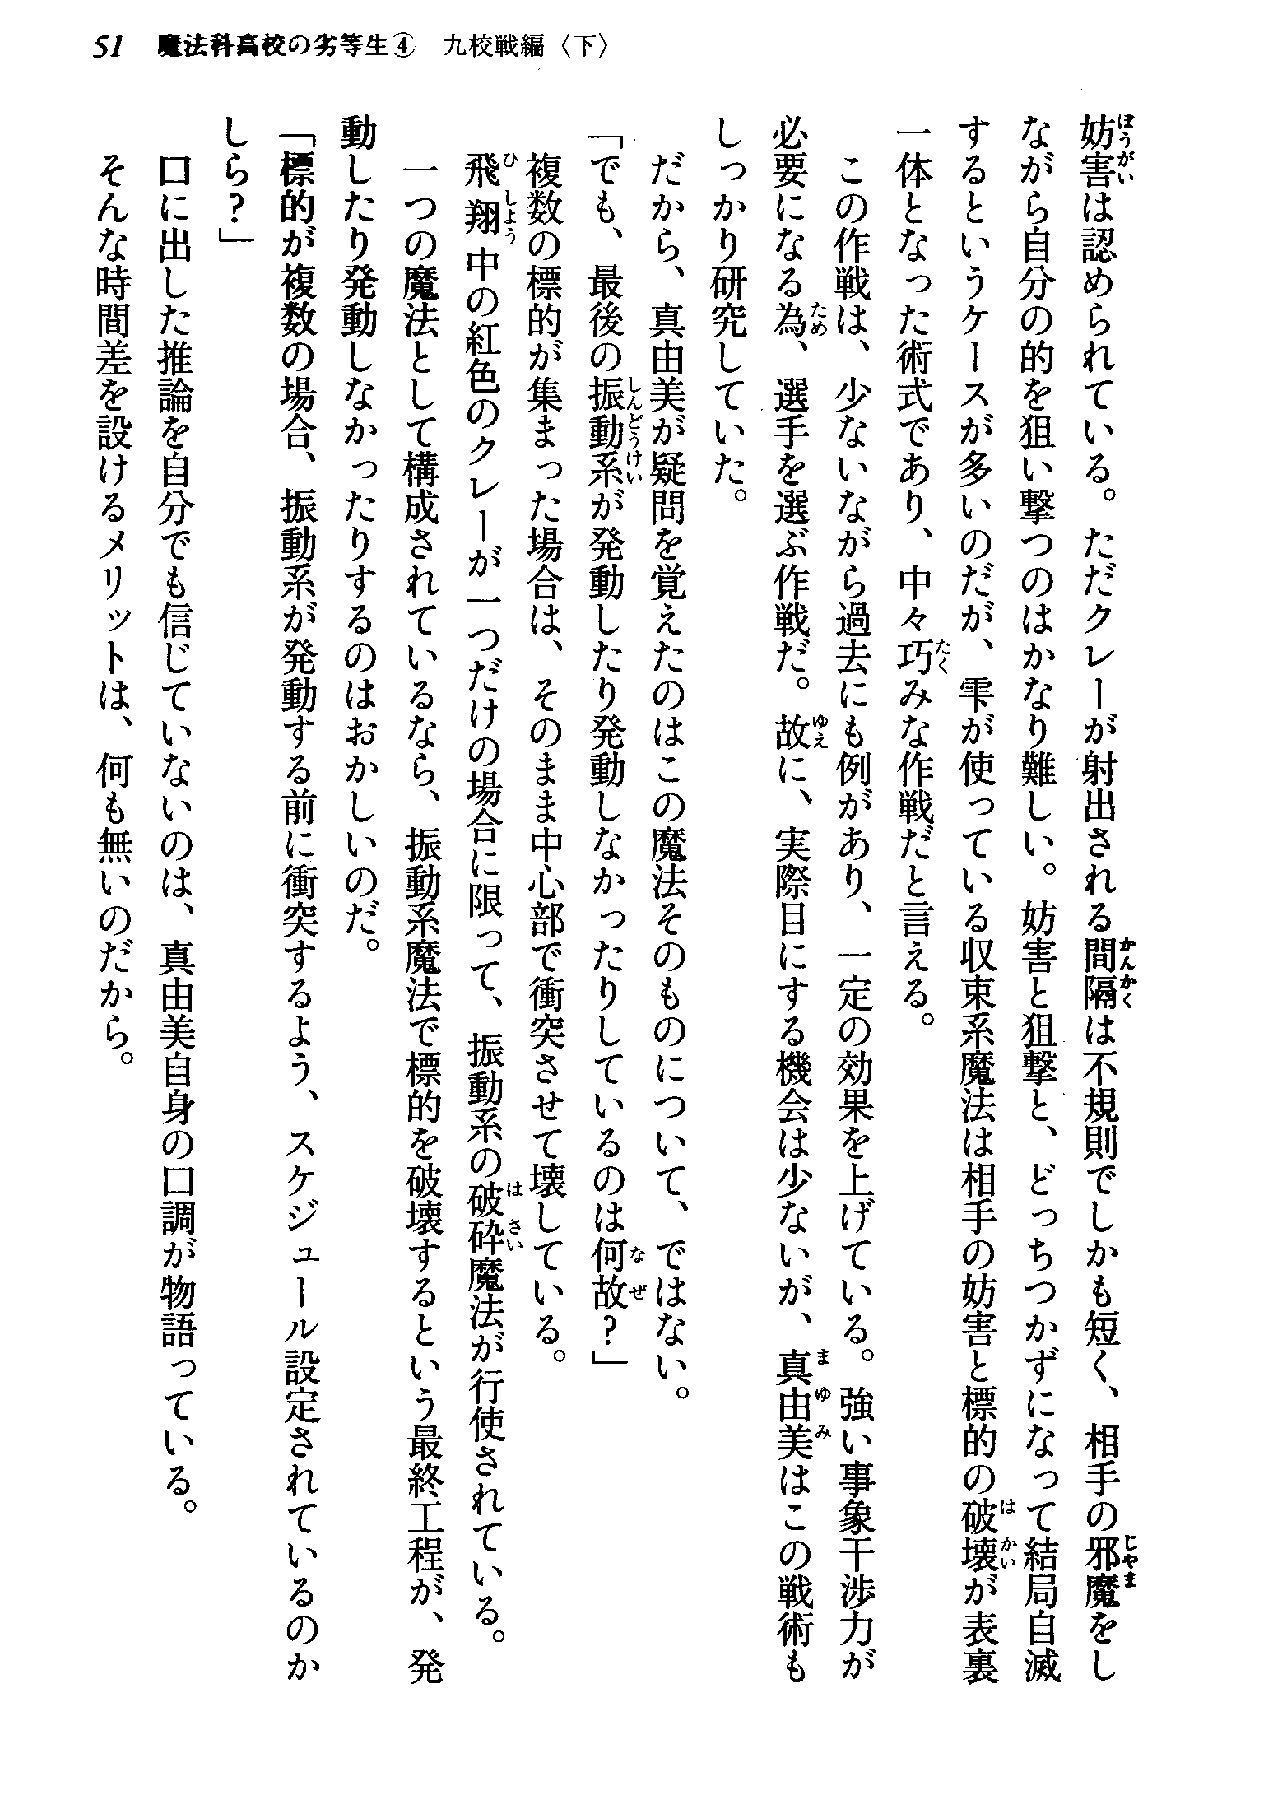 51 魔法科高校の劣等生④ 九校戦編〈下〉
妨害は認められている。ただクレーが射出される間隔は不規則でしかも短く、相手の邪魔をし
ながら自分の的を狙い撃つのはかなり難しい。妨害と狙撃と、どっちつかずになって結局自滅
するというケースが多いのだが、雫が使っている収束系魔法は相手の妨害と標的の破壊が表裏
一体となった術式であり、中々巧みな作戦だと言える。
この作戦は、少ないながら過去にも例があり、一定の効果を上げている。強い事象干渉力が
必要になる為、選手を選ぶ作戦だ。故に、実際目にする機会は少ないが、真由美はこの戦術も
しっかり研究していた。
だから、真由美が疑問を覚えたのはこの魔法そのものについて、ではない。
「でも、最後の振動系が発動したり発動しなかったりしているのは何故？」
複数の標的が集まった場合は、そのまま中心部で衝突させて壊している。
飛翔中の紅色のクレーが一つだけの場合に限って、振動系の破砕魔法が行使されている。
一つの魔法として構成されているなら、振動系魔法で標的を破壊するという最終工程が、発
動したり発動しなかったりするのはおかしいのだ。
「標的が複数の場合、振動系が発動する前に衝突するよう、スケジュール設定されているのか
しら？」
口に出した推論を自分でも信じていないのは、真由美自身の口調が物語っている。
そんな時間差を設けるメリットは、何も無いのだから。